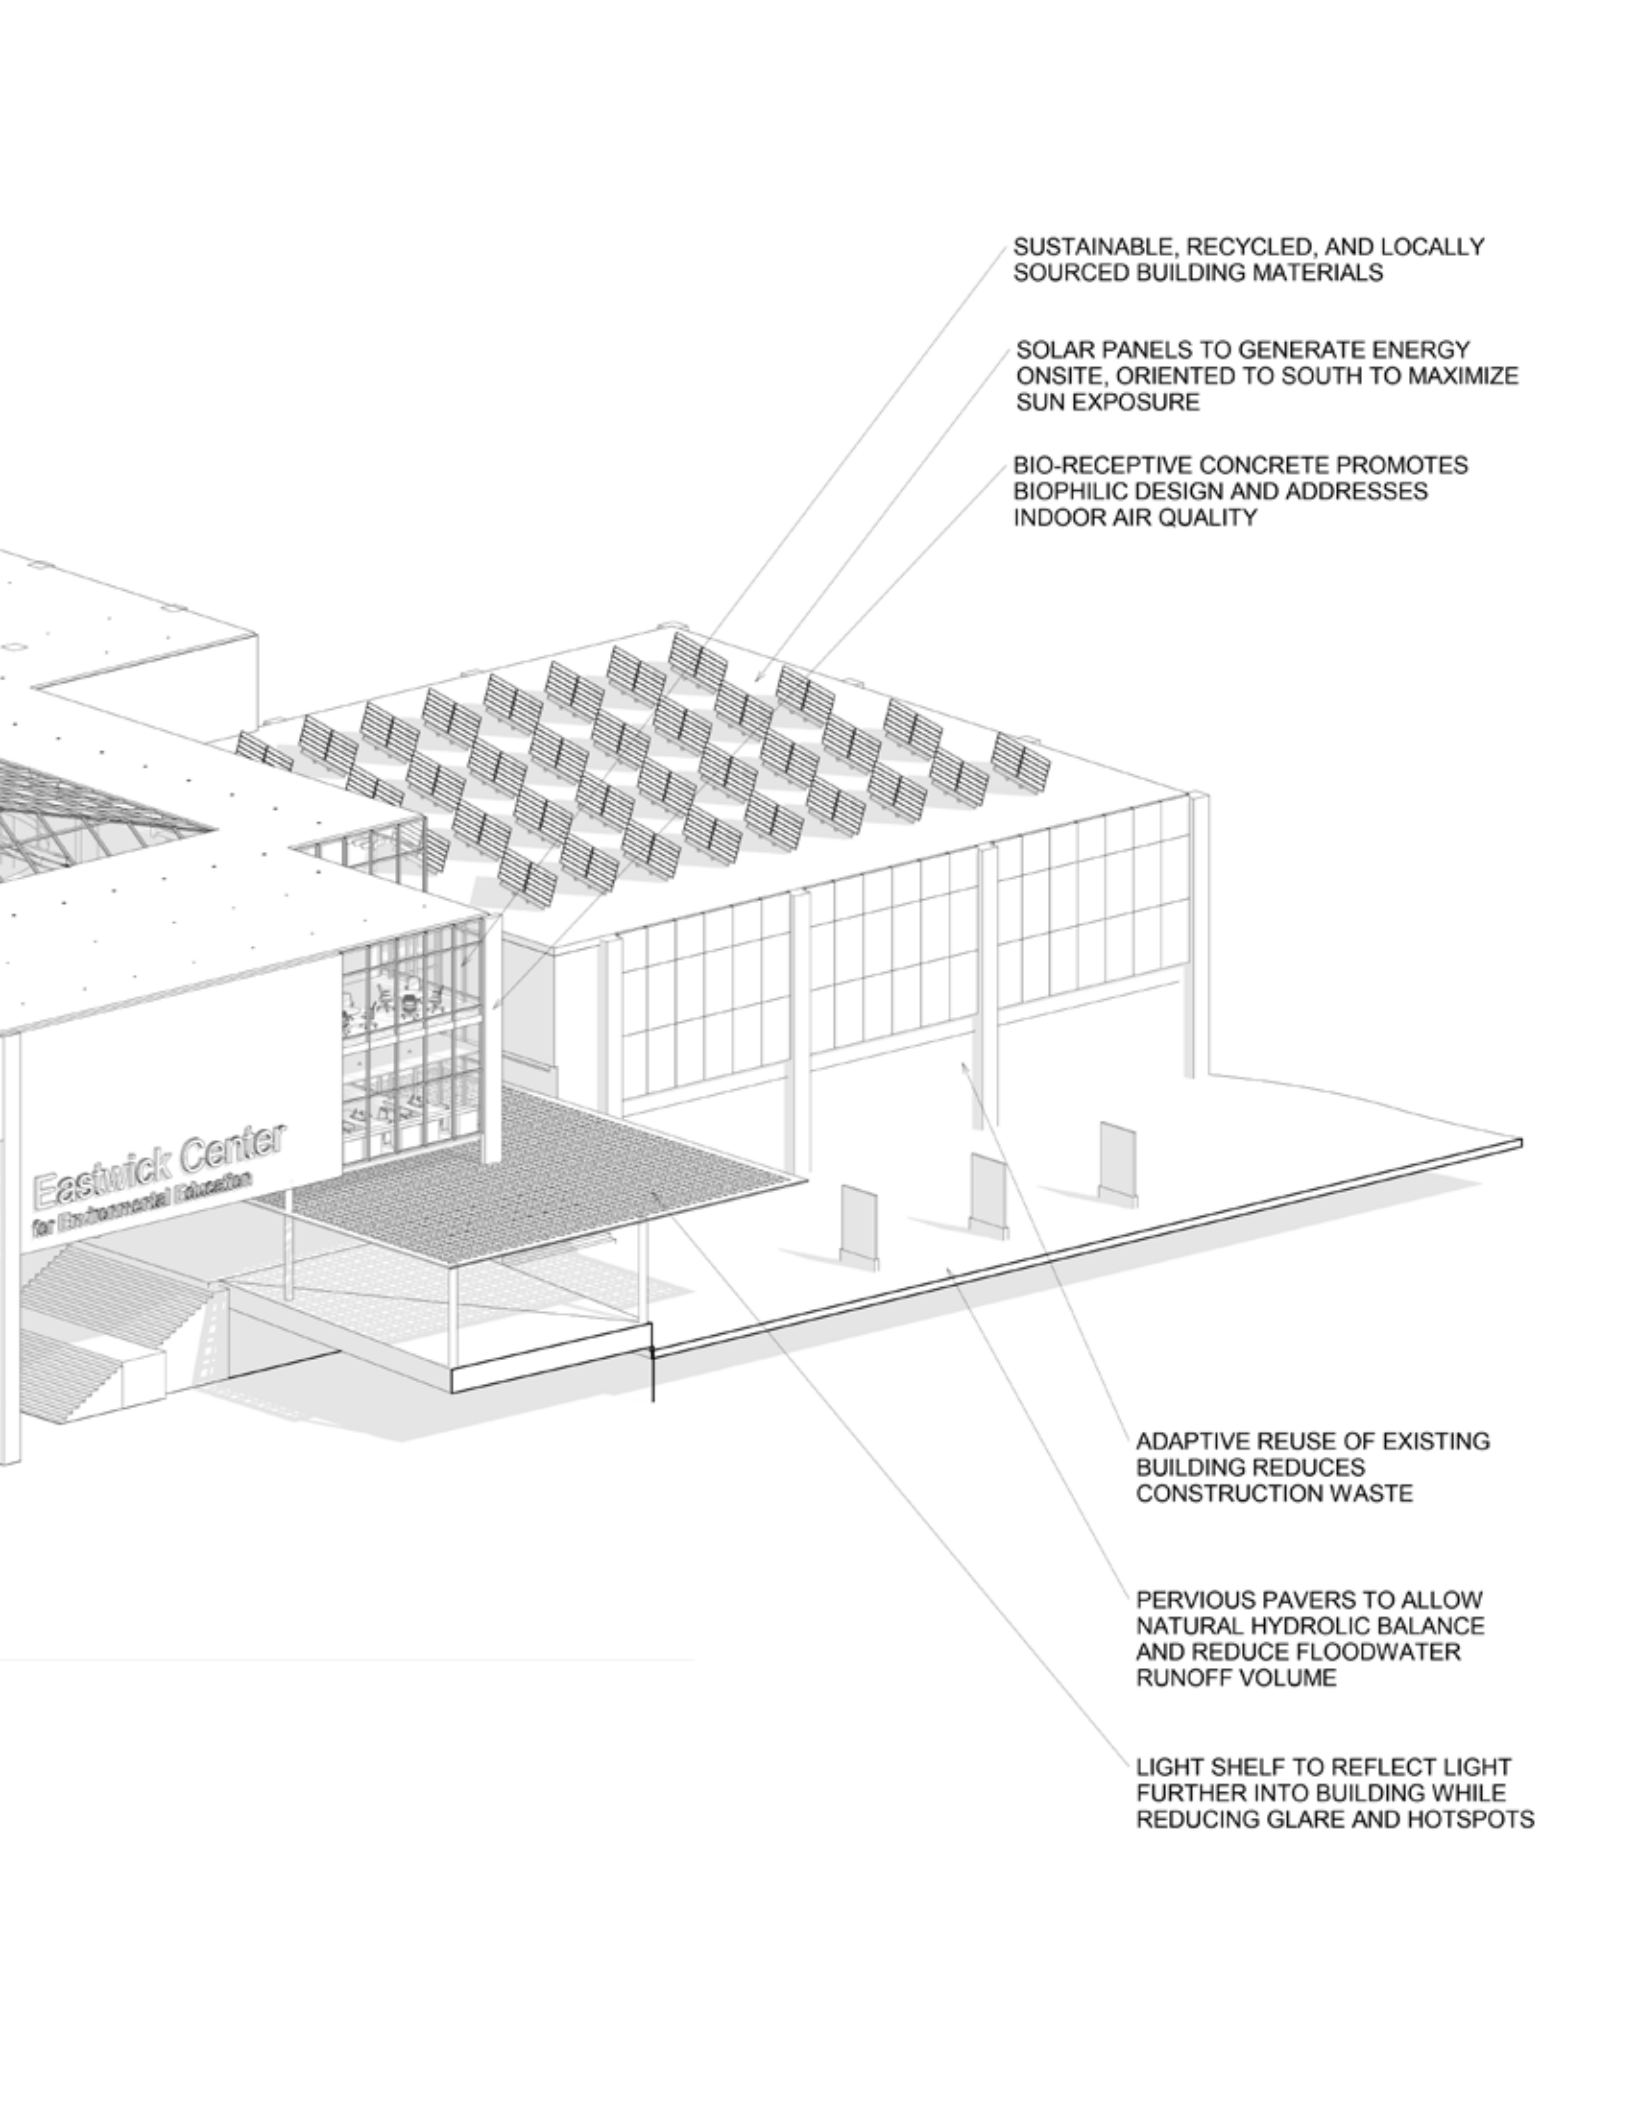 SUSTAINABLE, RECYCLED, AND LOCALLY
SOURCED BUILDING MATERIALS
SOLAR PANELS TO GENERATE ENERGY
ONSITE, ORIENTED TO SOUTH TO MAXIMIZE
SUN EXPOSURE
BIO-RECEPTIVE CONCRETE PROMOTES
BIOPHILIC DESIGN AND ADDRESSES
INDOOR AIR QUALITY
Eastwick Center
for Environmental Education
ADAPTIVE REUSE OF EXISTING
BUILDING REDUCES
CONSTRUCTION WASTE
PERVIOUS PAVERS TO ALLOW
NATURAL HYDROLIC BALANCE
AND REDUCE FLOODWATER
RUNOFF VOLUME
LIGHT SHELF TO REFLECT LIGHT
FURTHER INTO BUILDING WHILE
REDUCING GLARE AND HOTSPOTS